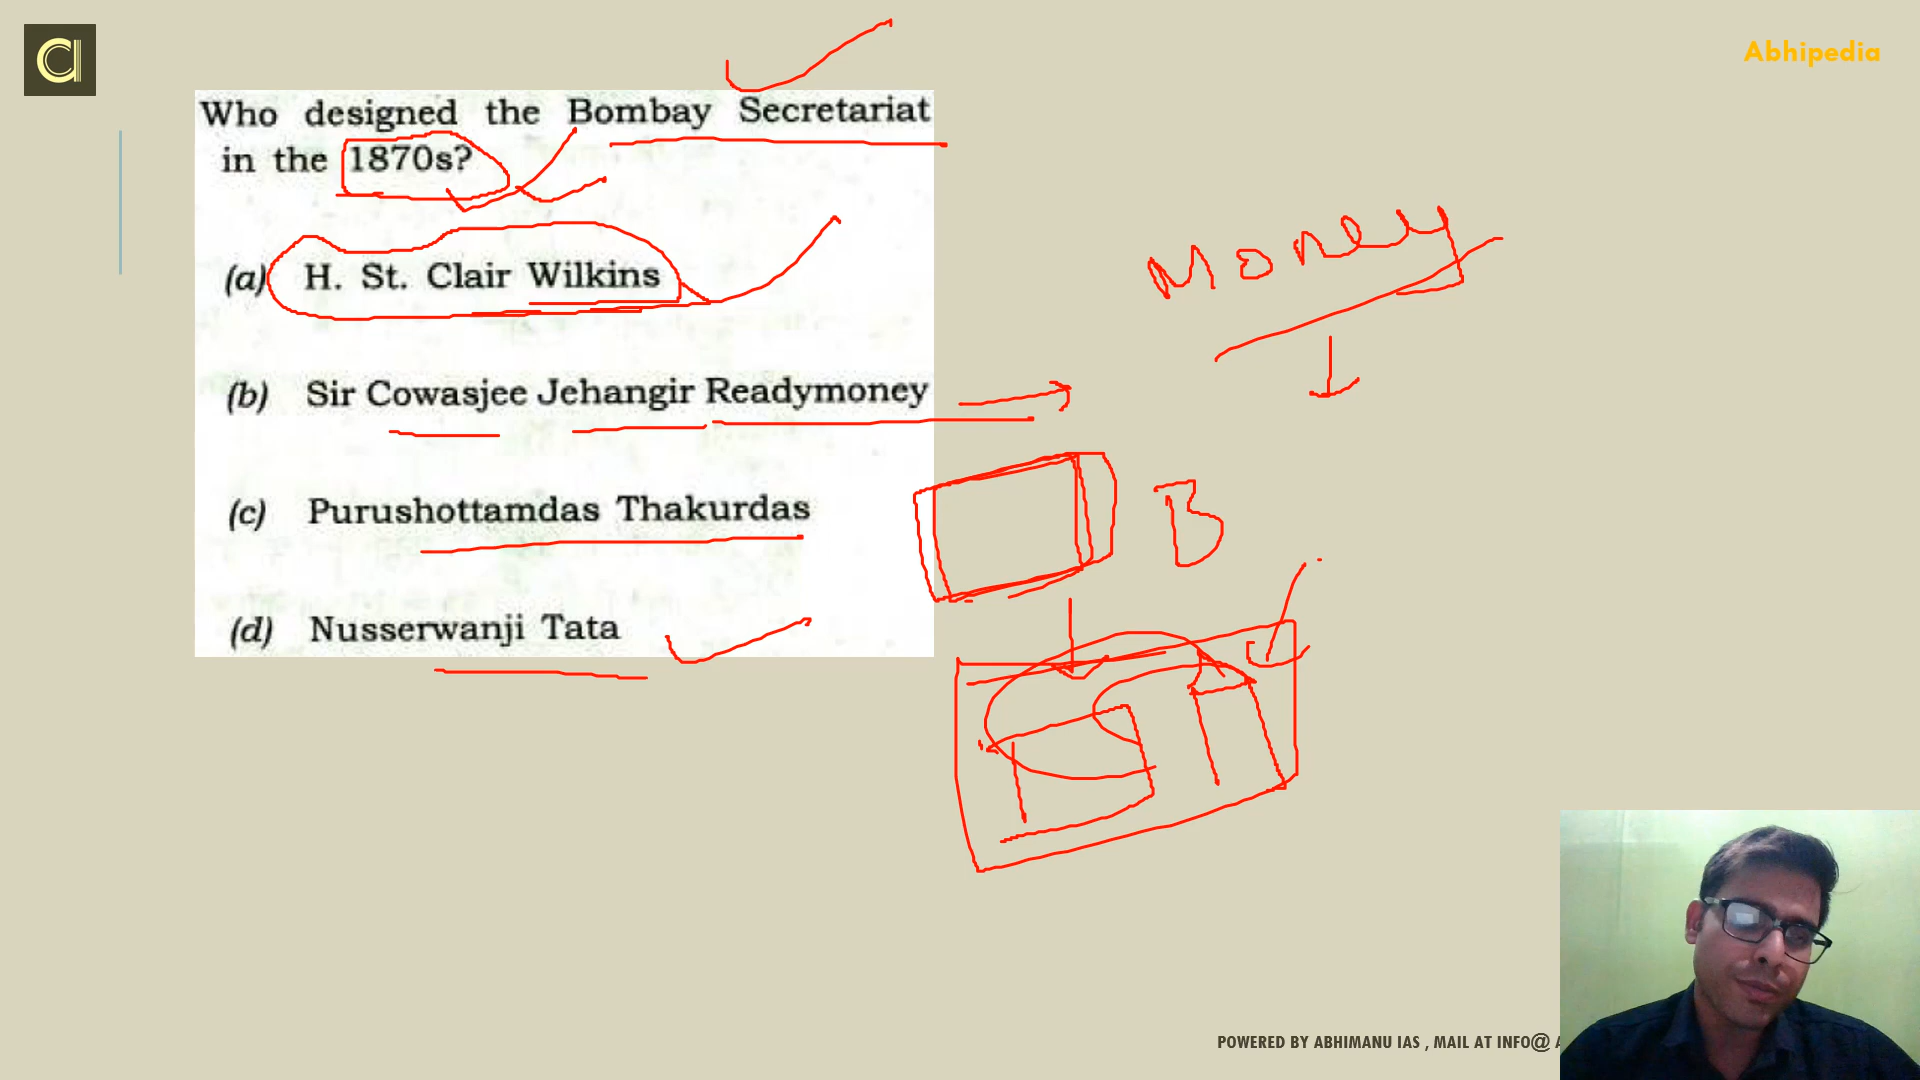 Abhipedia
Who designed the Bombay Secretariat
in the 1870s?
(a) H. St. Clair Wilkins
(b) Sir Cowasjee Jehangir Readymoney
(c) Purushottamdas Thakurdas
(d) Nusserwanji Tata
Money
B
POWERED BY ABHIMANU IAS , MAIL AT INFO@ A